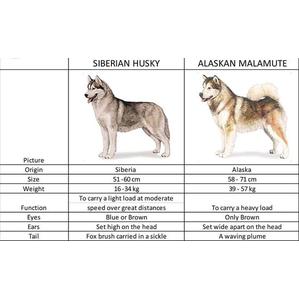 SIBERIAN HUSKY ALASKAN MALAMUTE
Picture
Origin Siberia Alaska
Size 51 -60 cm 58 - 71 cm
Weight 16 -34 kg 39 - 57 kg
To carry a light load at moderate
Function speed over great distances To carry a heavy load
Eyes Blue or Brown Only Brown
Ears Set high on the head Set wide apart on the head
Tail Fox brush carried in a sickle A waving plume